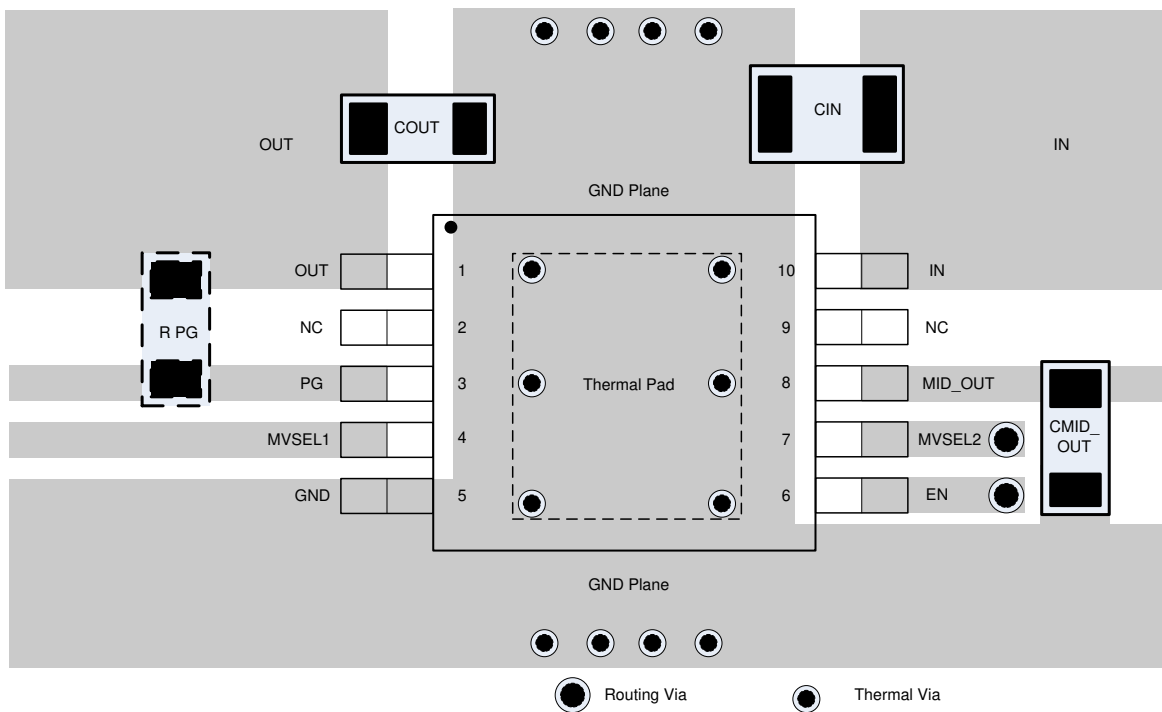 COUT
CIN
OUT
IN
GND Plane
OUT
1
10
IN
NC
2
9
NC
R PG
PG
3
Thermal Pad
8
MID_OUT
MVSEL1
4
7
MVSEL2
CMID_
OUT
GND
5
6
EN
GND Plane
Routing Via
Thermal Via